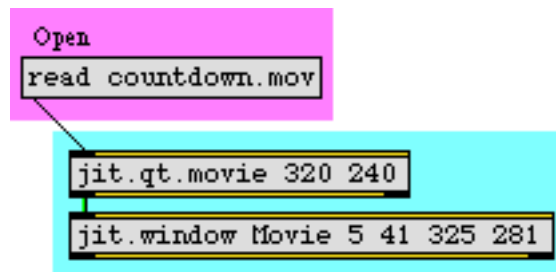 Open
read countdown.mov
jit.qt.movie 320 240
jit.window Movie 5 41 325 281